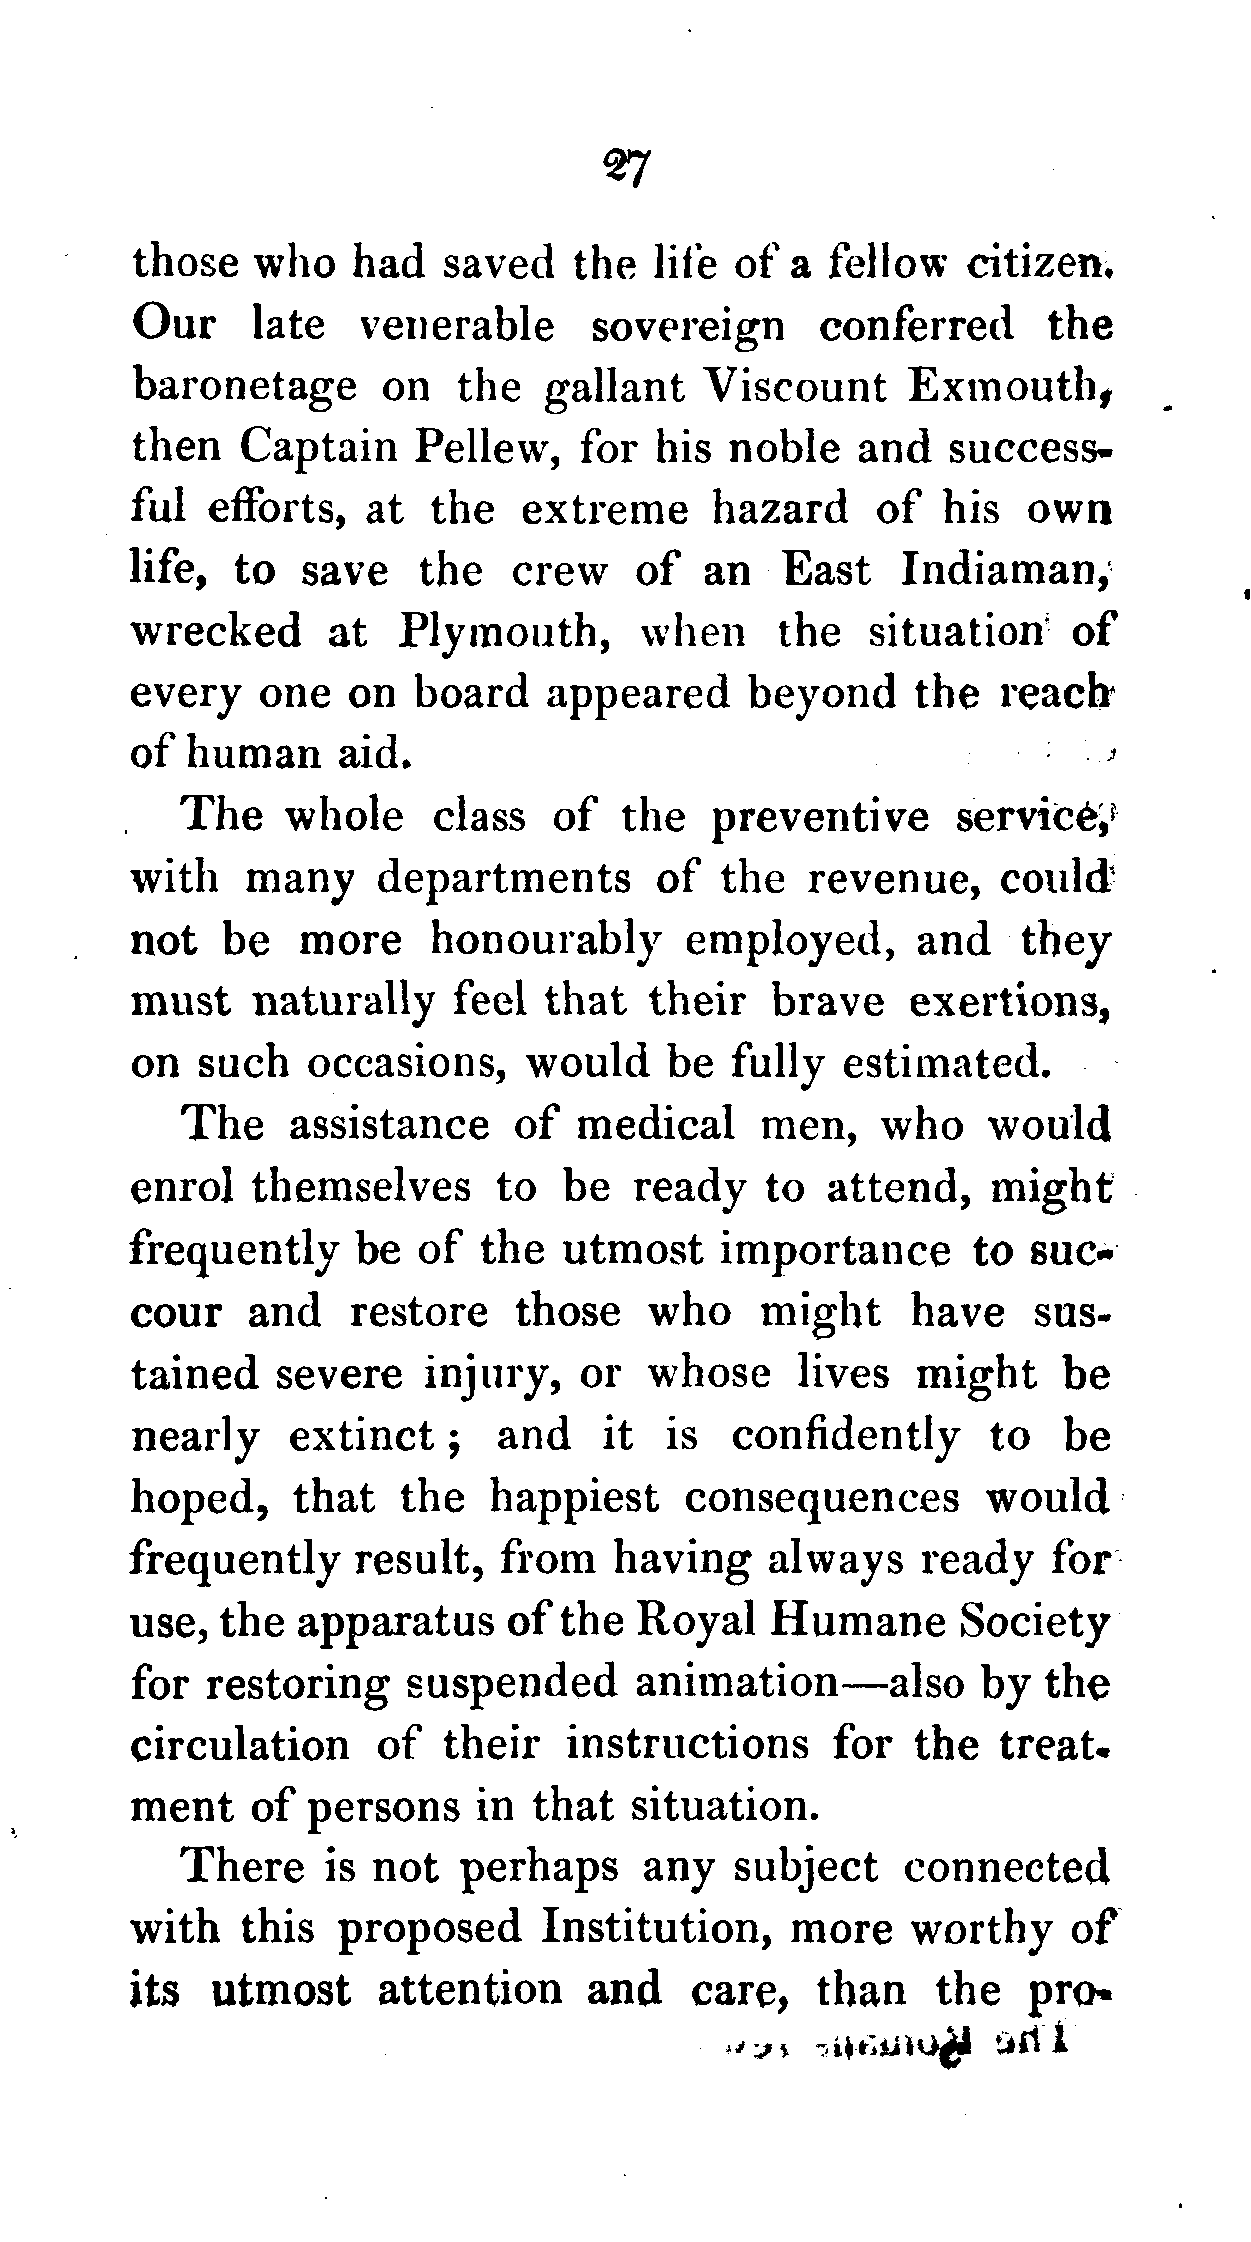 27
those who had saved the life of a fellow citizen.
Our late venerable sovereign conferred the
baronetage on the gallant Viscount Exmouth,
then Captain Pellew, for his noble and success-
ful efforts, at the extreme hazard of his own
life, to save the crew of an East Indiaman,
wrecked at Plymouth, when the situation of
every one on board appeared beyond the reach
of human aid.
The whole class of the preventive service,
with many departments of the revenue, could
not be more honourably employed, and they
must naturally feel that their brave exertions,
on such occasions, would be fully estimated.
The assistance of medical men, who would
enrol themselves to be ready to attend, might
frequently be of the utmost importance to suc-
cour and restore those who might have sus-
tained severe injury, or whose lives might be
nearly extinct ; and it is confidently to be
hoped, that the happiest consequences would
frequently result, from having always ready for
use, the apparatus of the Royal Humane Society
for restoring suspended animation—also by the
circulation of their instructions for the treat-
ment of persons in that situation.
There is not perhaps any subject connected
with this proposed Institution, more worthy of
its utmost attention and care, than the pro-